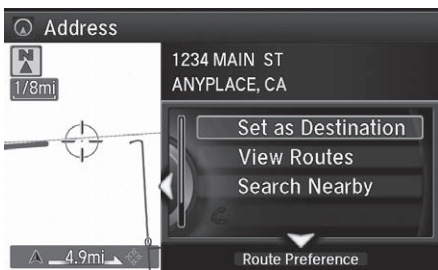 Address
N
1/8mi
1234 MAIN ST
ANYPLACE, CA
Set as Destination
View Routes
Search Nearby
4.9mi
Route Preference